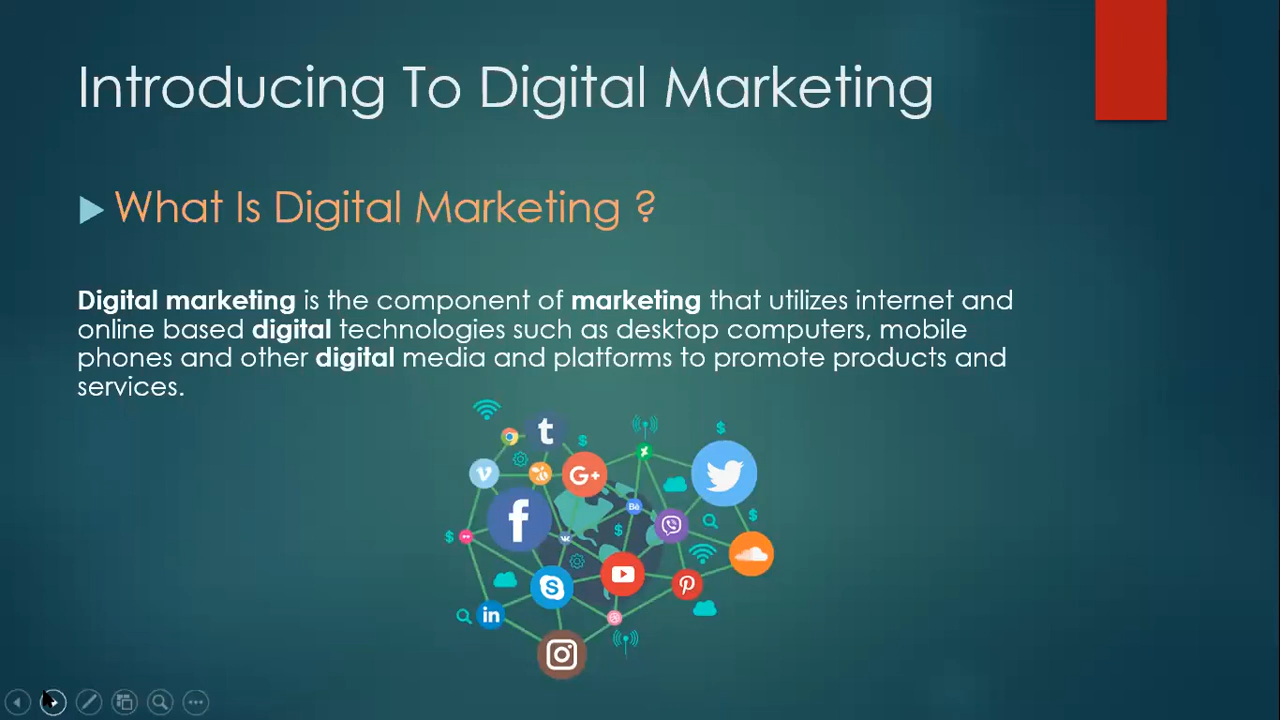 Introducing To Digital Marketing
What Is Digital Marketing ?
Digital marketing is the component of marketing that utilizes internet and
online based digital technologies such as desktop computers, mobile
phones and other digital media and platforms to promote products and
services.